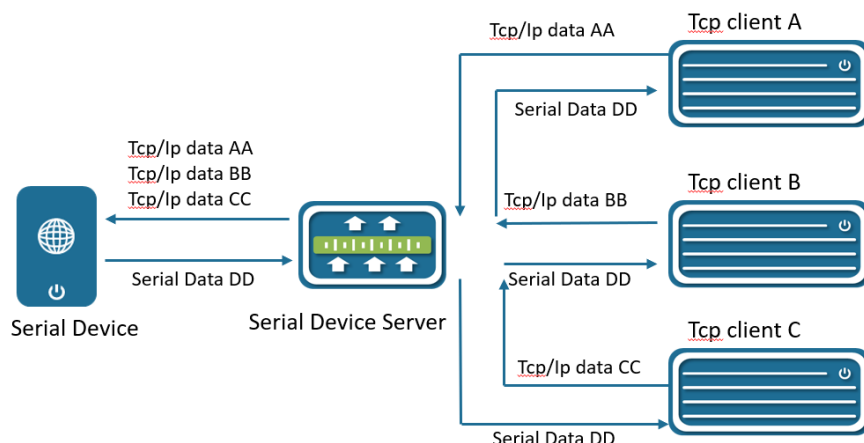 Tcp client A
Tcp/Ip data AA
Serial Data DD
Tcp/Ip data AA
Tcp/Ip data BB
Tcp/Ip data CC
Tcp client B
Tcp/Ip data BB
Serial Data DD
Serial Data DD
Serial Device
Serial Device Server
Tcp client C
Tcp/Ip data CC
Serial Data DD